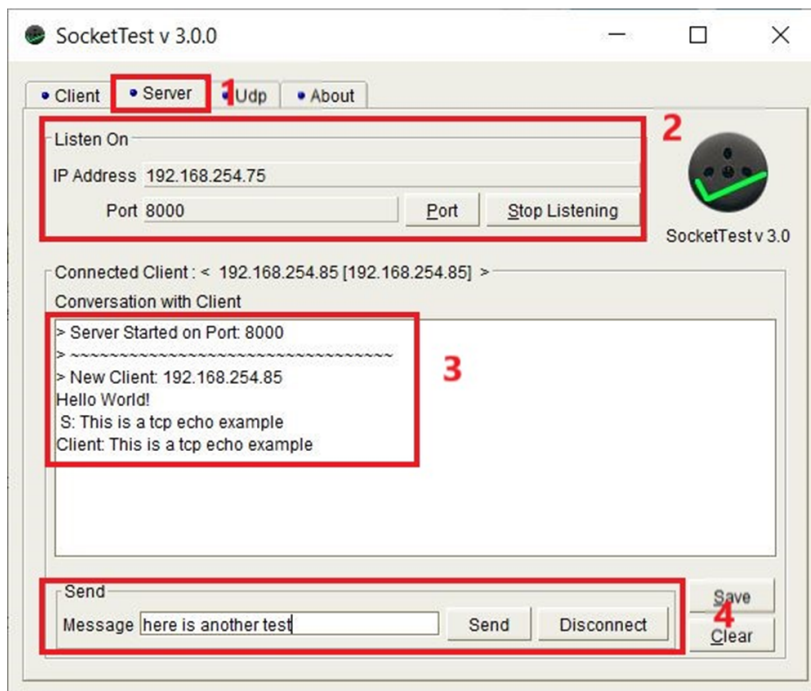 SocketTest v 3.0.0
Client Server 1 Udp About
Listen On
2
IP Address 192.168.254.75
Port 8000 Port Stop Listening
SocketTest v 3.0
Connected Client : < 192.168.254.85 [192.168.254.85] >
Conversation with Client
> Server Started on Port: 8000
> ~~~~~~~~~~~~~~~~~~~~~~~~~~~~~~~~~
> New Client: 192.168.254.85
3
Hello World!
S: This is a tcp echo example
Client: This is a tcp echo example
Send
Save
Message here is another test Send Disconnect
4
Clear